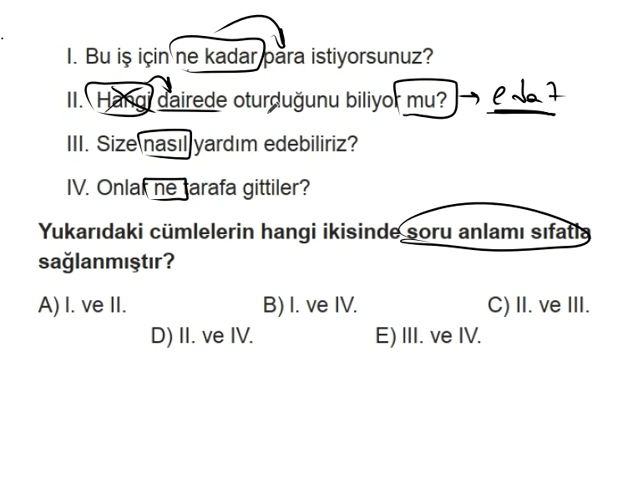 I. Bu iş için ne kadar para istiyorsunuz?
II. Hangi dairede oturduğunu biliyor mu? → edat
III. Size nasıl yardım edebiliriz?
IV. Onlar ne tarafa gittiler?
Yukarıdaki cümlelerin hangi ikisinde soru anlamı sıfatla
sağlanmıştır?
A) I. ve II. B) I. ve IV. C) II. ve III.
D) II. ve IV. E) III. ve IV.